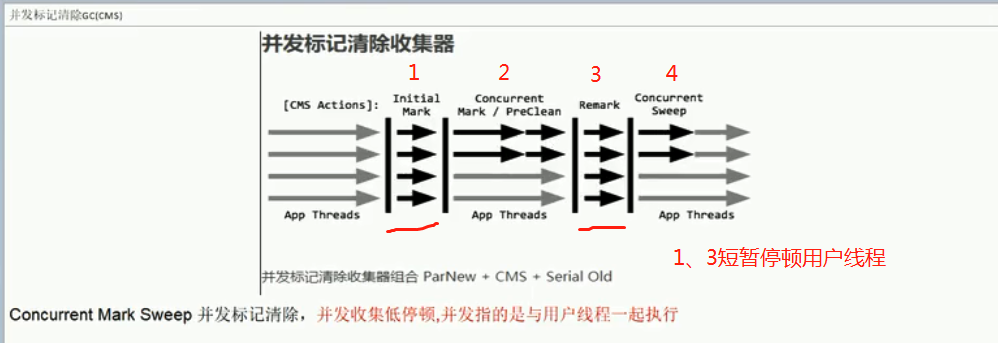 并发标记清除GC(CMS)
并发标记清除收集器
1 2 3 4
[CMS Actions]: Initial Mark Concurrent Mark / PreClean Remark Concurrent Sweep
App Threads App Threads App Threads
1、3短暂停顿用户线程
并发标记清除收集器组合 ParNew + CMS + Serial Old
Concurrent Mark Sweep 并发标记清除，并发收集低停顿,并发指的是与用户线程一起执行